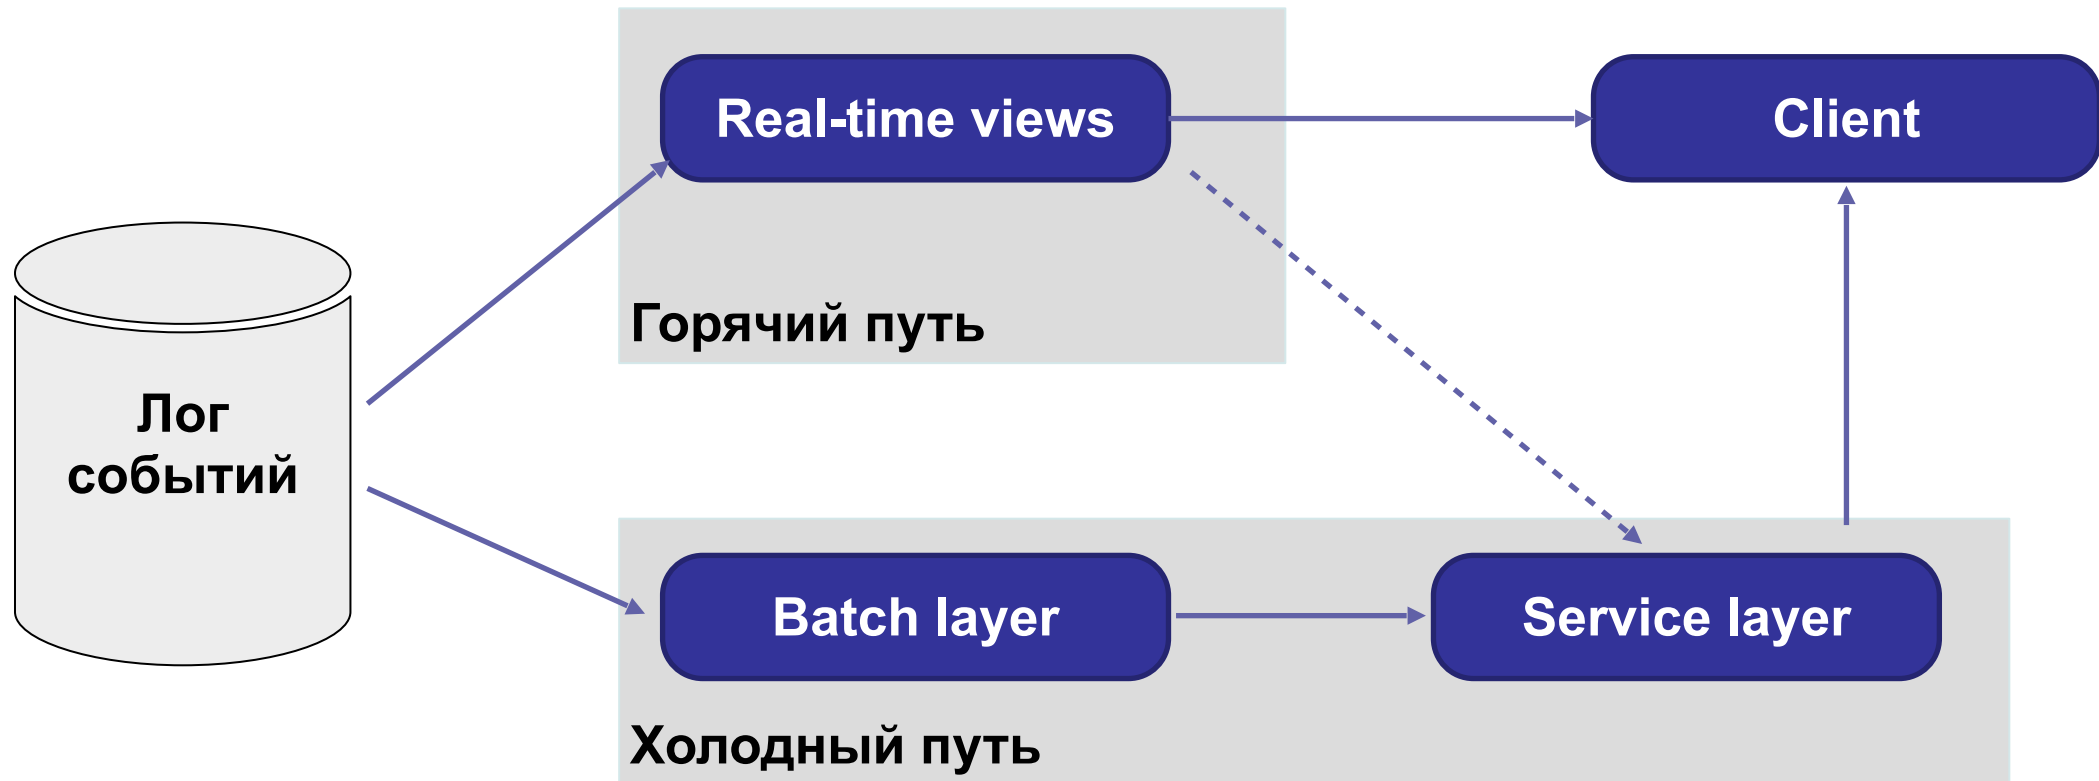 Real-time views
Client
Горячий путь
Лог
событий
Batch layer
Service layer
Холодный путь